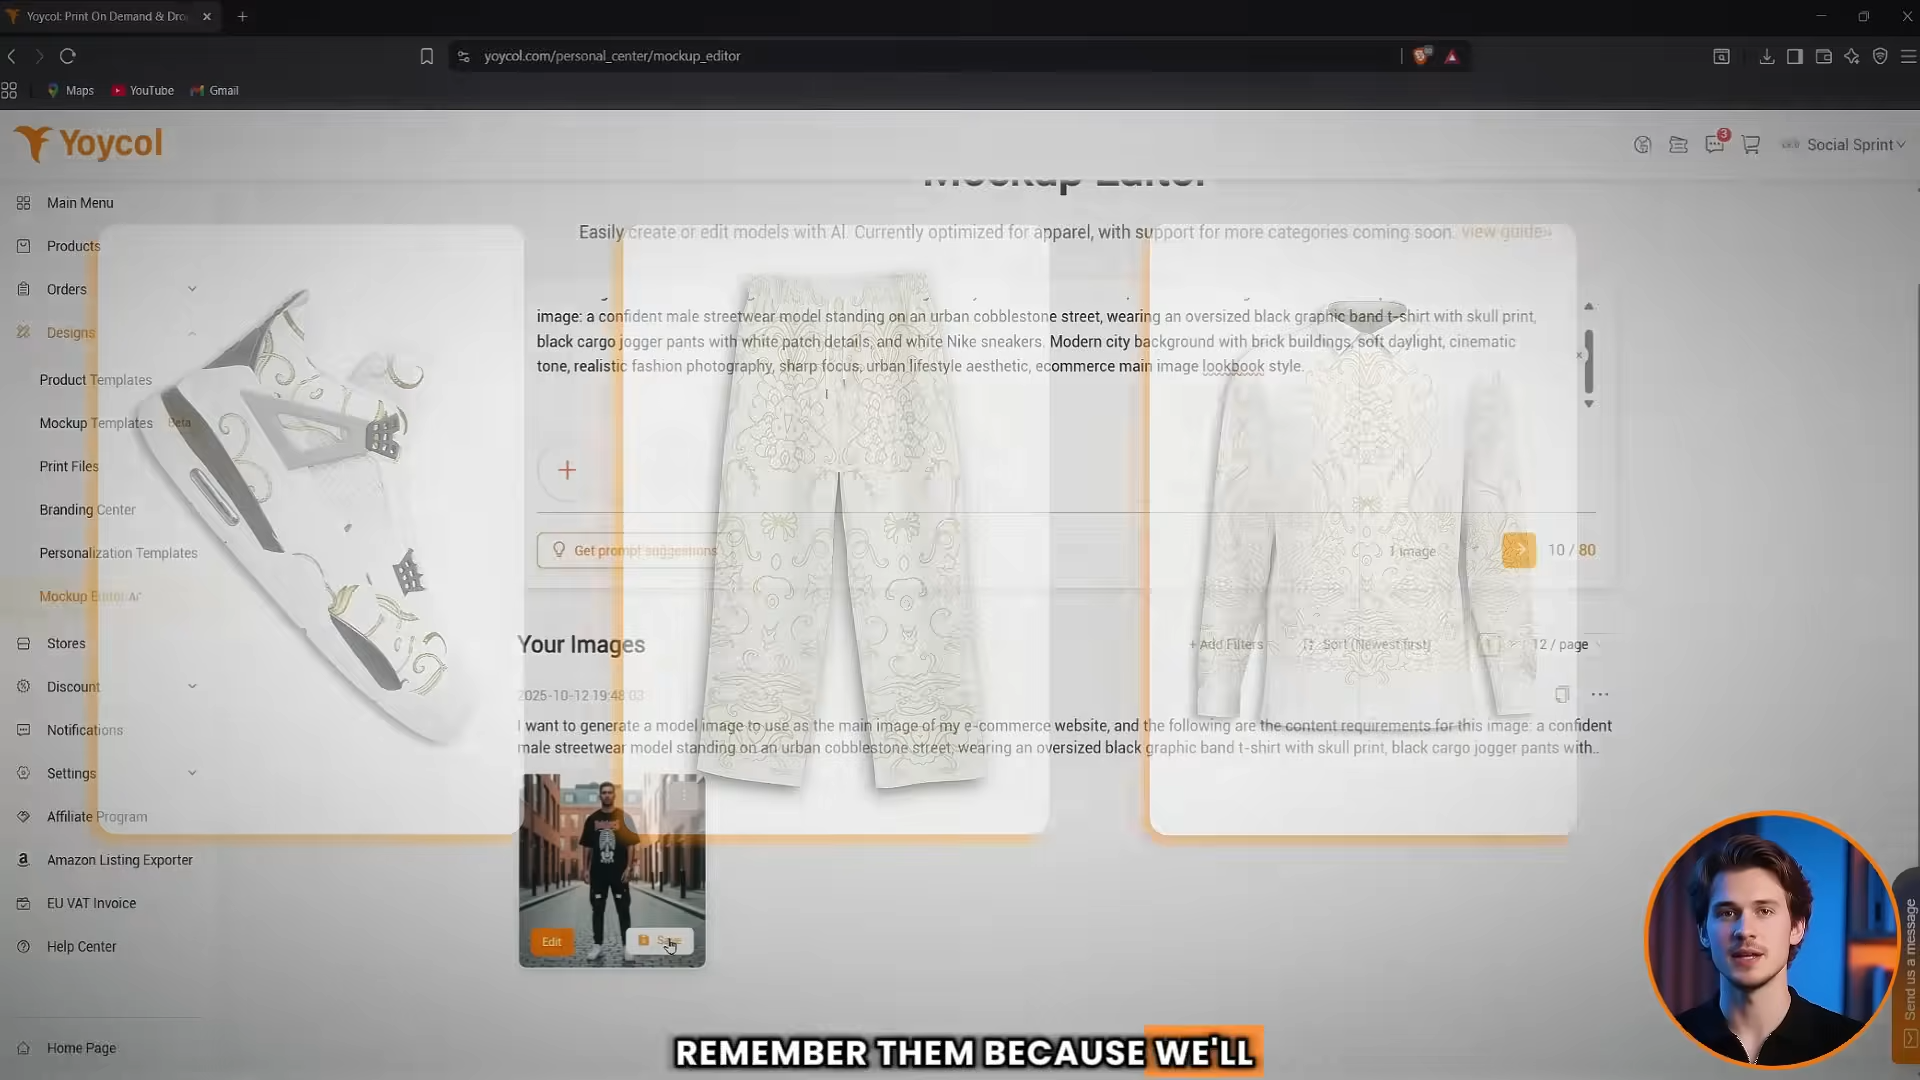 Yoycol: Print On Demand & Dro
yoycol.com/personal_center/mockup_editor
Maps
YouTube
Gmail
Yoycol
3
Social Sprint
Main Menu
Products
Orders
Designs
Product Templates
Mockup Templates Beta
Print Files
Branding Center
Personalization Templates
Mockup Editor AI
Stores
Discount
Notifications
Settings
Affiliate Program
Amazon Listing Exporter
EU VAT Invoice
Help Center
Home Page
Mockup Editor
Easily create or edit models with AI. Currently optimized for apparel, with support for more categories coming soon. View guide»
image: a confident male streetwear model standing on an urban cobblestone street, wearing an oversized black graphic band t-shirt with skull print,
black cargo jogger pants with white patch details, and white Nike sneakers. Modern city background with brick buildings, soft daylight, cinematic
tone, realistic fashion photography, sharp focus, urban lifestyle aesthetic, ecommerce main image lookbook style.
Get prompt suggestions
1 image
10 / 80
Your Images
+ Add Filters
Sort (Newest first)
1
12 / page
2025-10-12 19:48:03
I want to generate a model image to use as the main image of my e-commerce website, and the following are the content requirements for this image: a confident
male streetwear model standing on an urban cobblestone street, wearing an oversized black graphic band t-shirt with skull print, black cargo jogger pants with..
Edit
Save
Send us a message
REMEMBER THEM BECAUSE WE'LL